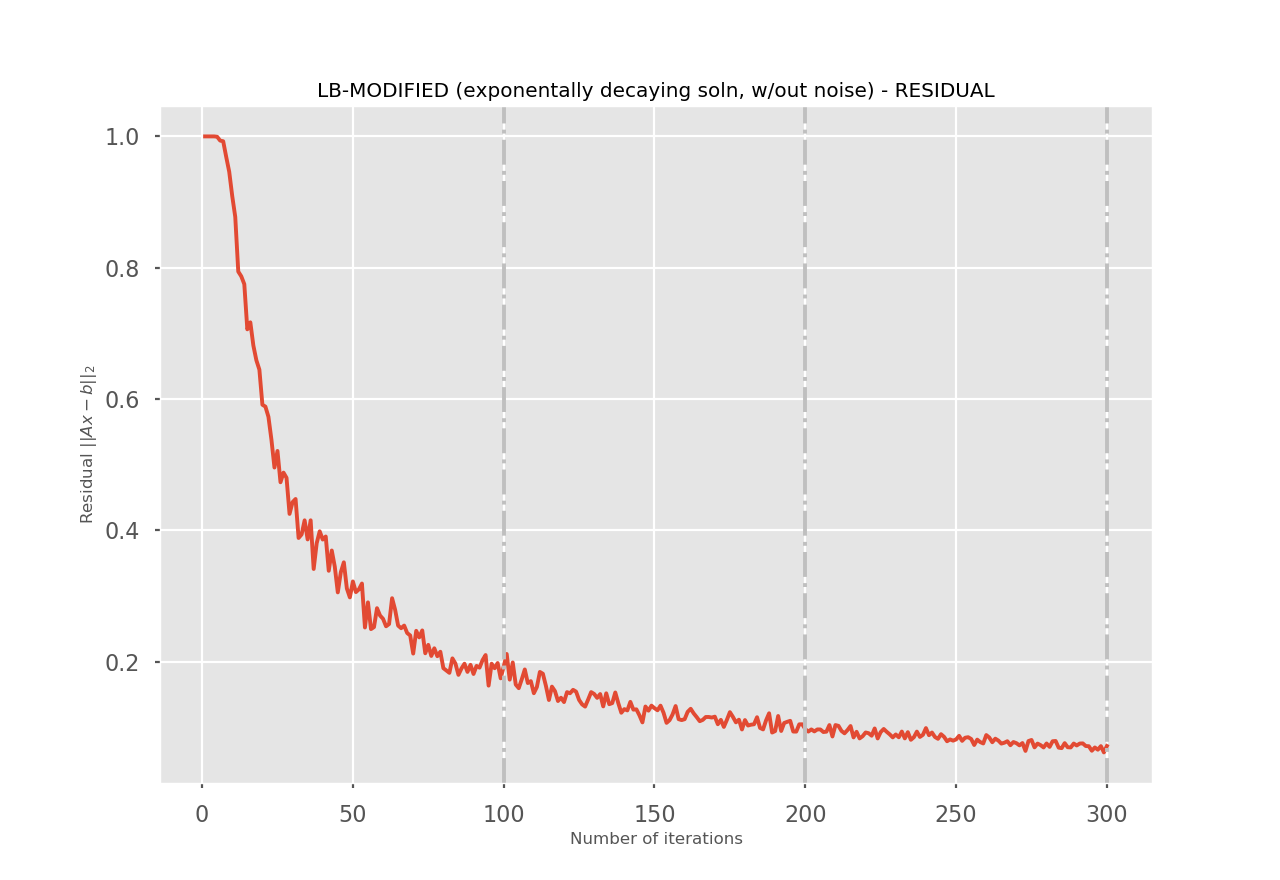 LB-MODIFIED (exponentially decaying soln, w/out noise) - RESIDUAL
1.0
0.8
0.6
0.4
0.2
Residual ||Ax − b||₂
0 50 100 150 200 250 300
Number of iterations